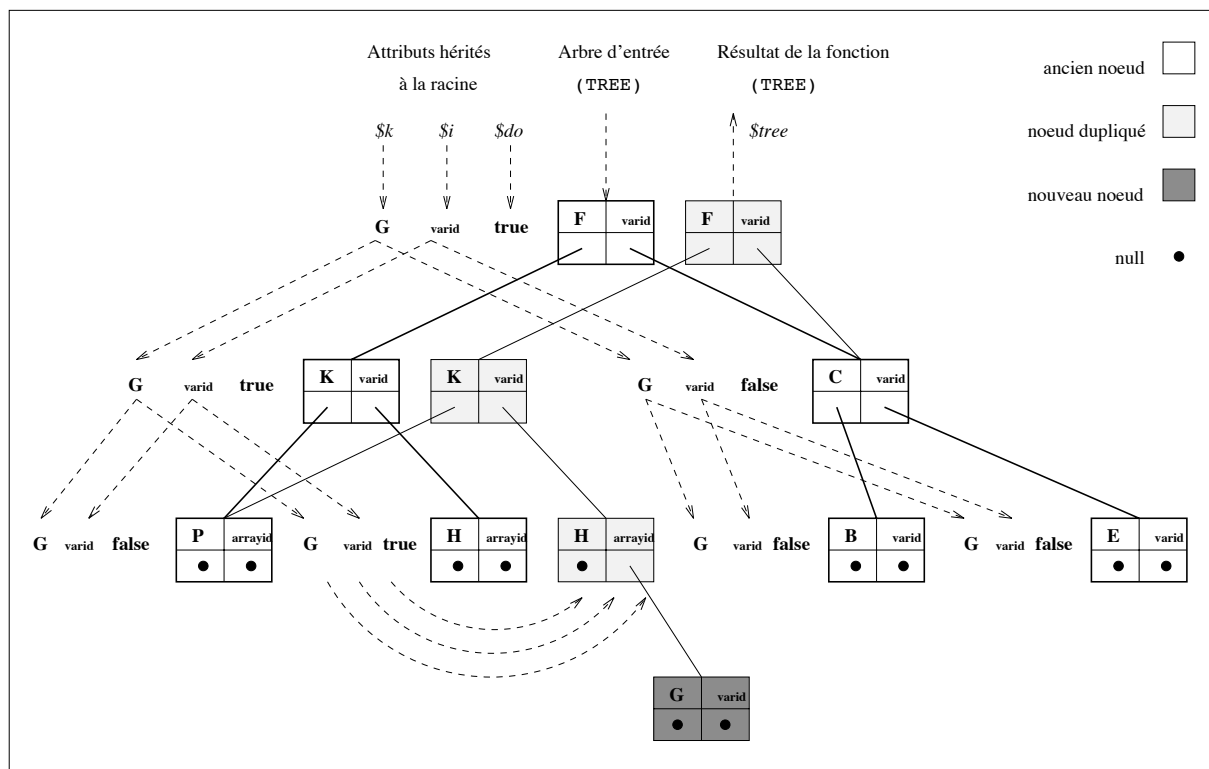 Attributs hérités
à la racine
Arbre d'entrée
(TREE)
Résultat de la fonction
(TREE)
ancien noeud
noeud dupliqué
nouveau noeud
null
$k $i $do $tree
G varid true F varid F varid
G varid true K varid K varid G varid false C varid
G varid false P arrayid G varid true H arrayid H arrayid G varid false B varid G varid false E varid
G varid